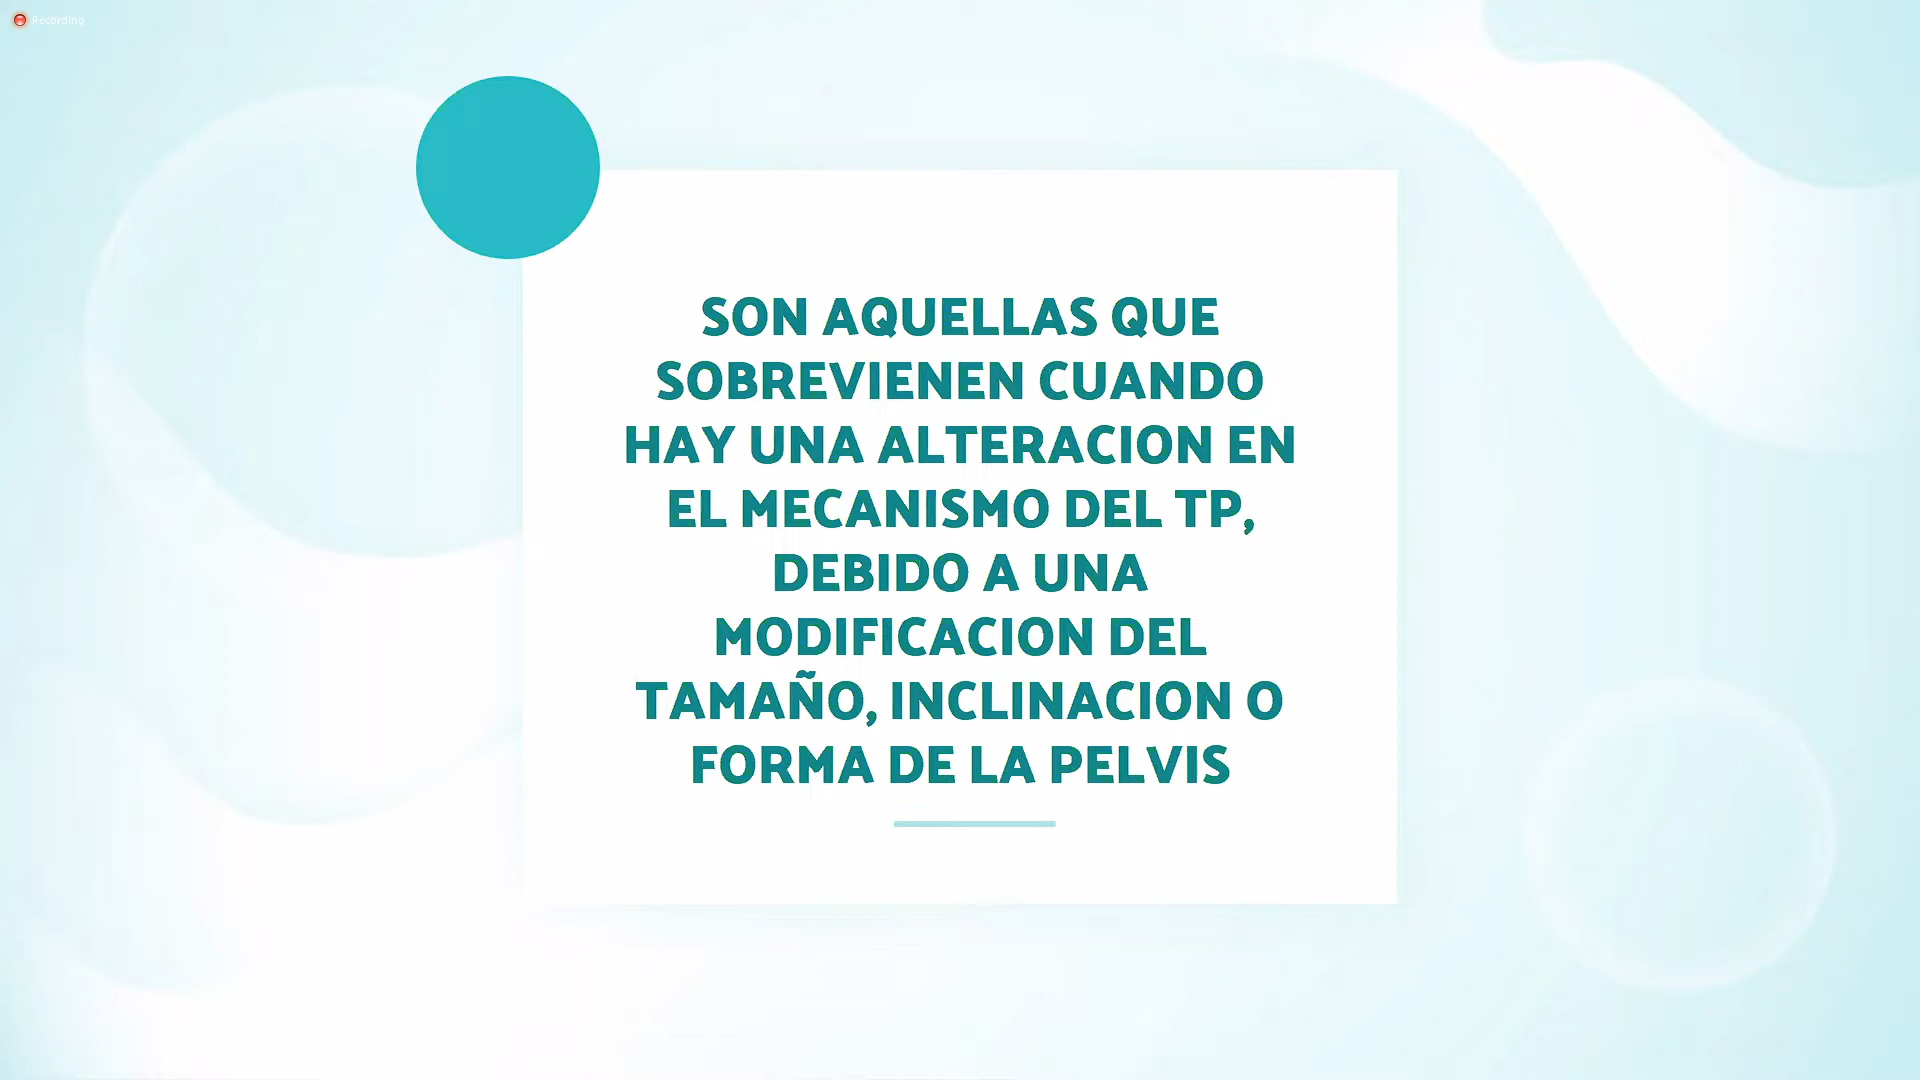 Recording
SON AQUELLAS QUE
SOBREVIENEN CUANDO
HAY UNA ALTERACION EN
EL MECANISMO DEL TP,
DEBIDO A UNA
MODIFICACION DEL
TAMAÑO, INCLINACION O
FORMA DE LA PELVIS